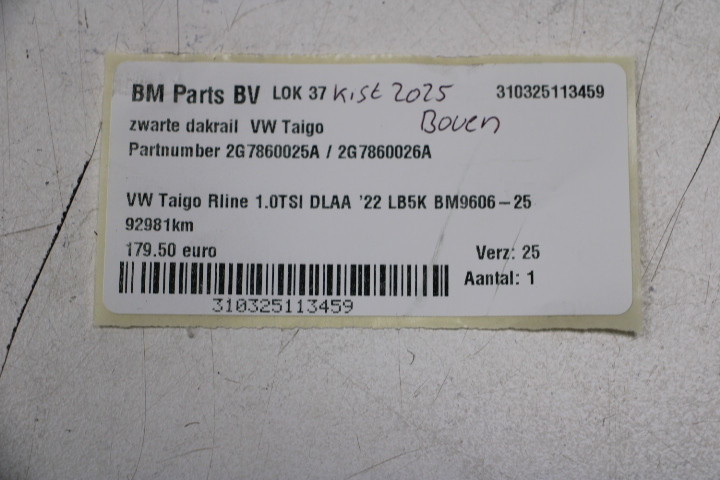 BM Parts BV LOK 37 Kist 2025 310325113459
zwarte dakrail VW Taigo Boven
Partnumber 2G7860025A / 2G7860026A
VW Taigo Rline 1.0TSI DLAA '22 LB5K BM9606-25
92981km
179.50 euro Verz: 25
Aantal: 1
310325113459